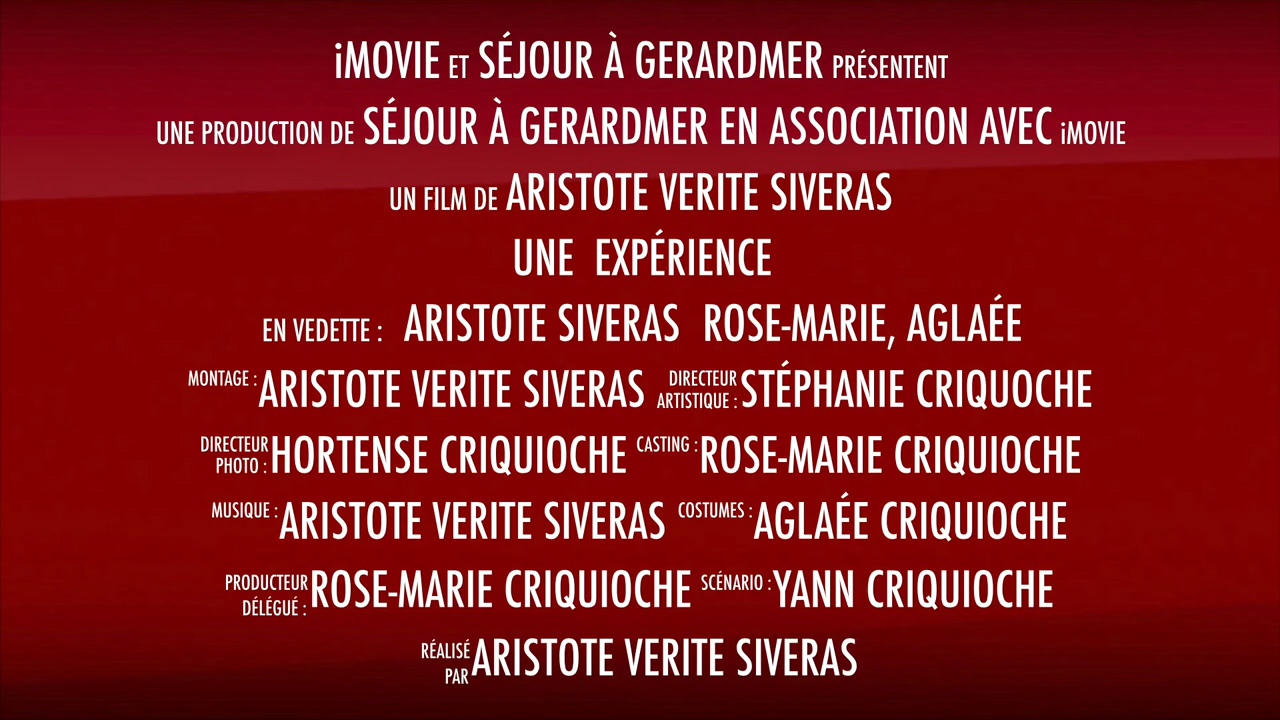 iMOVIE ET SÉJOUR À GERARDMER PRÉSENTENT
UNE PRODUCTION DE SÉJOUR À GERARDMER EN ASSOCIATION AVEC iMOVIE
UN FILM DE ARISTOTE VERITE SIVERAS
UNE EXPÉRIENCE
EN VEDETTE : ARISTOTE SIVERAS ROSE-MARIE, AGLAÉE
MONTAGE : ARISTOTE VERITE SIVERAS DIRECTEUR ARTISTIQUE : STÉPHANIE CRIQUOCHE
DIRECTEUR PHOTO : HORTENSE CRIQUIOCHE CASTING : ROSE-MARIE CRIQUIOCHE
MUSIQUE : ARISTOTE VERITE SIVERAS COSTUMES : AGLAÉE CRIQUIOCHE
PRODUCTEUR DÉLÉGUÉ : ROSE-MARIE CRIQUIOCHE SCÉNARIO : YANN CRIQUIOCHE
RÉALISÉ PAR ARISTOTE VERITE SIVERAS